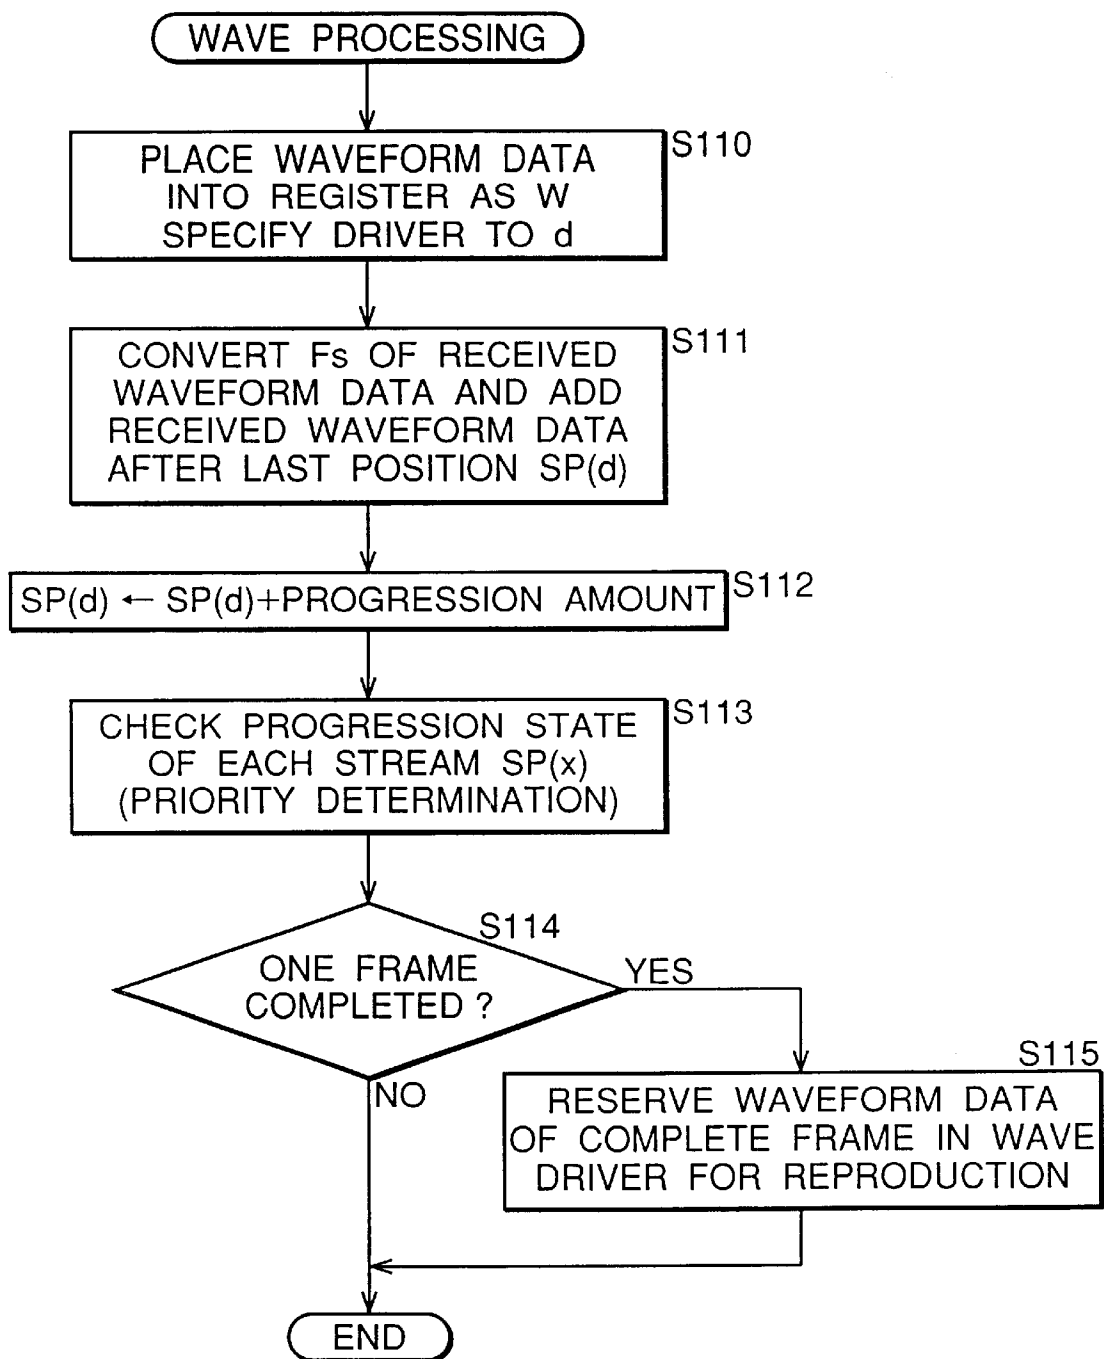 WAVE PROCESSING
S110
PLACE WAVEFORM DATA
INTO REGISTER AS W
SPECIFY DRIVER TO d
S111
CONVERT Fs OF RECEIVED
WAVEFORM DATA AND ADD
RECEIVED WAVEFORM DATA
AFTER LAST POSITION SP(d)
S112
SP(d) ← SP(d)+PROGRESSION AMOUNT
S113
CHECK PROGRESSION STATE
OF EACH STREAM SP(x)
(PRIORITY DETERMINATION)
S114
ONE FRAME
COMPLETED ?
YES
NO
S115
RESERVE WAVEFORM DATA
OF COMPLETE FRAME IN WAVE
DRIVER FOR REPRODUCTION
END